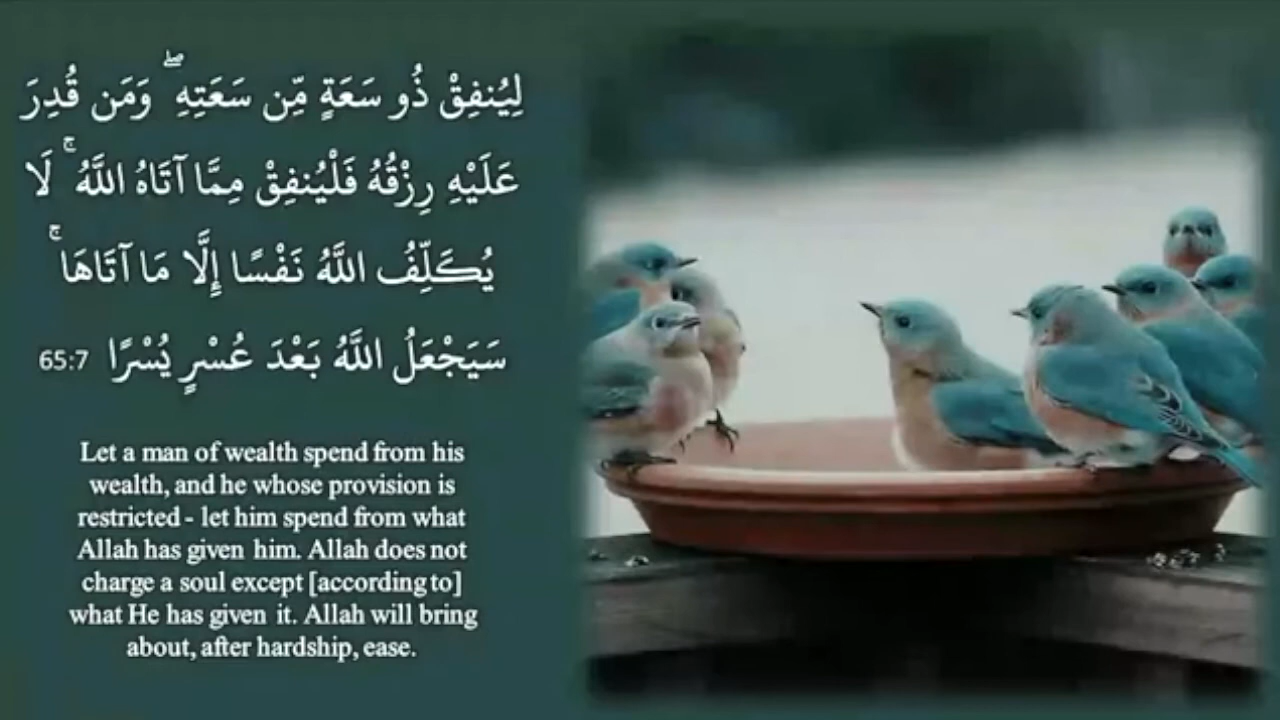 لِيُنفِقْ ذُو سَعَةٍ مِّن سَعَتِهِ ۖ وَمَن قُدِرَ
عَلَيْهِ رِزْقُهُ فَلْيُنفِقْ مِمَّا آتَاهُ اللَّهُ ۚ لَا
يُكَلِّفُ اللَّهُ نَفْسًا إِلَّا مَا آتَاهَا ۚ
سَيَجْعَلُ اللَّهُ بَعْدَ عُسْرٍ يُسْرًا 65:7
Let a man of wealth spend from his
wealth, and he whose provision is
restricted - let him spend from what
Allah has given him. Allah does not
charge a soul except [according to]
what He has given it. Allah will bring
about, after hardship, ease.